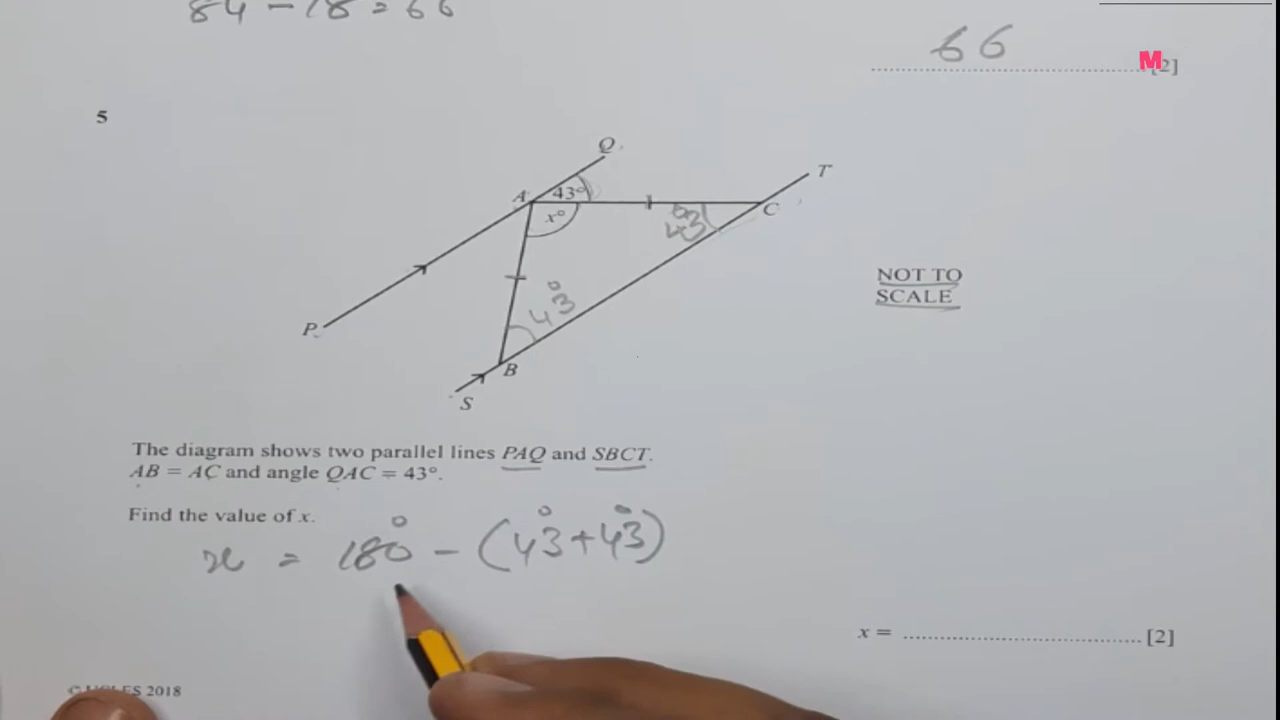 84 - 18 = 66
66
M [2]
5
Q
T
A 43°
x°
C
43°
43°
P
B
S
NOT TO
SCALE
The diagram shows two parallel lines PAQ and SBCT.
AB = AC and angle QAC = 43°.
Find the value of x.
x = 180° - (43° + 43°)
x = ........................................ [2]
ES 2018